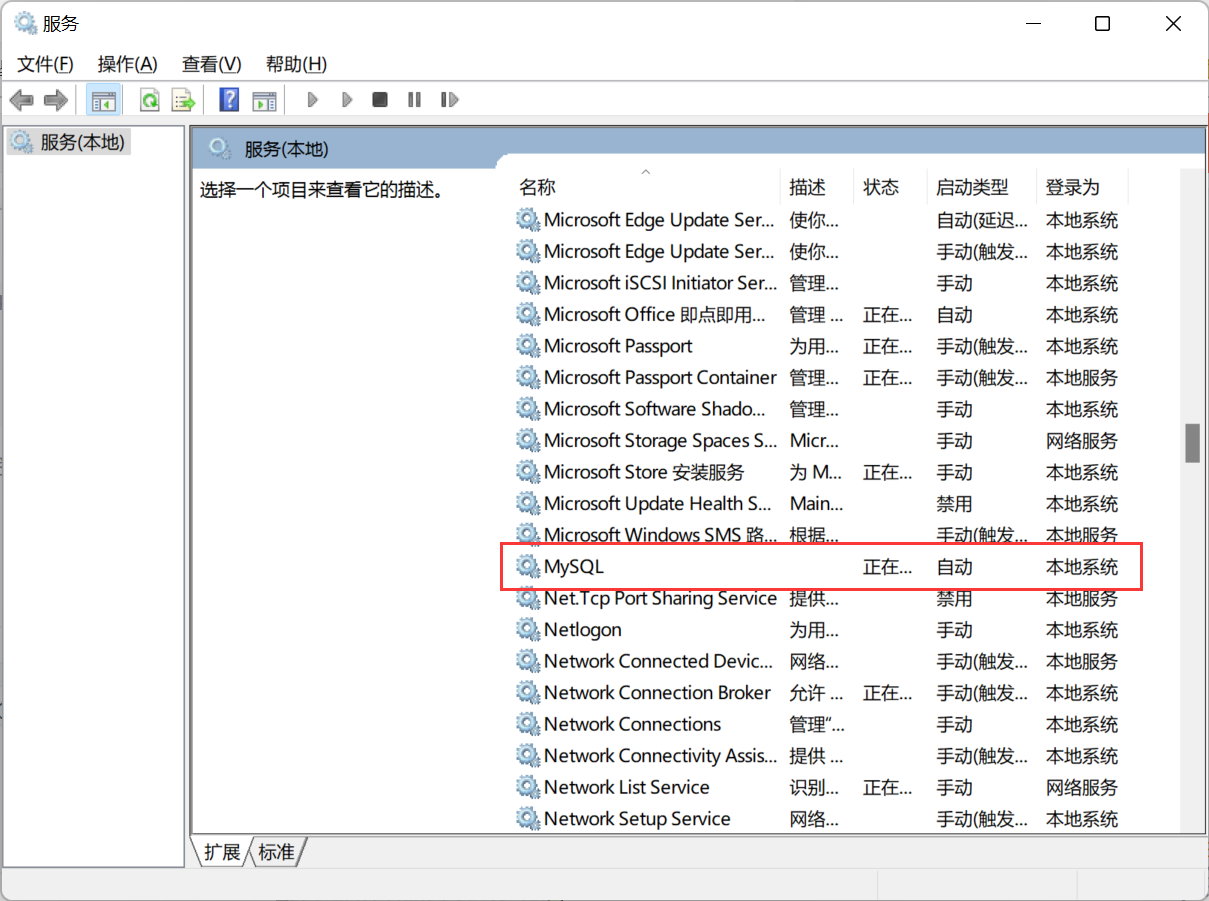 服务
文件(F) 操作(A) 查看(V) 帮助(H)
服务(本地)
服务(本地)
选择一个项目来查看它的描述。
名称 描述 状态 启动类型 登录为
Microsoft Edge Update Ser... 使你... 自动(延迟... 本地系统
Microsoft Edge Update Ser... 使你... 手动(触发... 本地系统
Microsoft iSCSI Initiator Ser... 管理... 手动 本地系统
Microsoft Office 即点即用... 管理 ... 正在... 自动 本地系统
Microsoft Passport 为用... 正在... 手动(触发... 本地系统
Microsoft Passport Container 管理... 正在... 手动(触发... 本地服务
Microsoft Software Shado... 管理... 手动 本地系统
Microsoft Storage Spaces S... Micr... 手动 网络服务
Microsoft Store 安装服务 为 M... 正在... 手动 本地系统
Microsoft Update Health S... Main... 禁用 本地系统
Microsoft Windows SMS 路... 根据... 手动(触发... 本地服务
MySQL 正在... 自动 本地系统
Net.Tcp Port Sharing Service 提供... 禁用 本地服务
Netlogon 为用... 手动 本地系统
Network Connected Devic... 网络... 手动(触发... 本地服务
Network Connection Broker 允许 ... 正在... 手动(触发... 本地系统
Network Connections 管理“... 手动 本地系统
Network Connectivity Assis... 提供 ... 手动(触发... 本地系统
Network List Service 识别... 正在... 手动 网络服务
Network Setup Service 网络... 手动(触发... 本地系统
扩展 标准